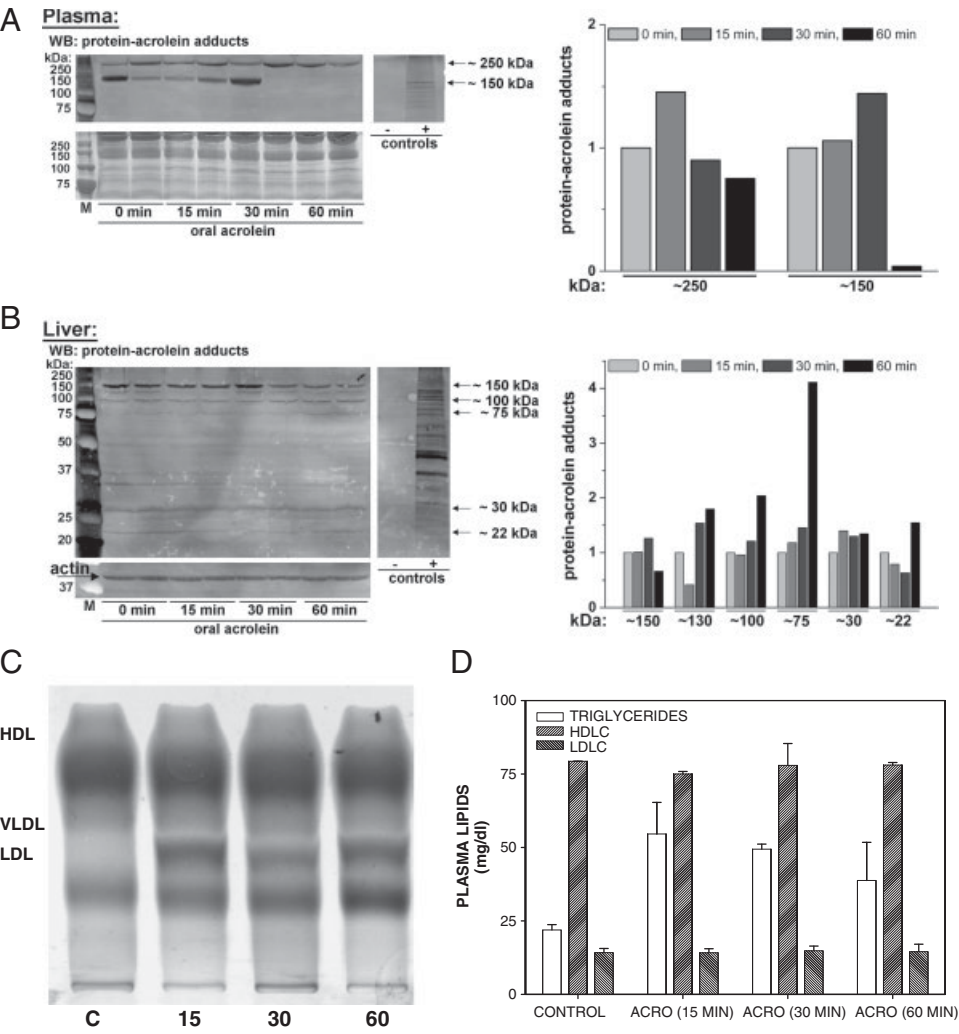 A
Plasma:
WB: protein-acrolein adducts
kDa:
250
150
100
75
~ 250 kDa
~ 150 kDa
- +
controls
250
150
100
75
M
0 min 15 min 30 min 60 min
oral acrolein
0 min, 15 min, 30 min, 60 min
protein-acrolein adducts
2
1
0
kDa: ~250 ~150
B
Liver:
WB: protein-acrolein adducts
kDa:
250
150
100
75
50
37
25
20
~ 150 kDa
~ 100 kDa
~ 75 kDa
~ 30 kDa
~ 22 kDa
- +
controls
actin
37
M
0 min 15 min 30 min 60 min
oral acrolein
0 min, 15 min, 30 min, 60 min
protein-acrolein adducts
4
3
2
1
0
kDa: ~150 ~130 ~100 ~75 ~30 ~22
C
HDL
VLDL
LDL
C 15 30 60
D
TRIGLYCERIDES
HDLC
LDLC
PLASMA LIPIDS
(mg/dl)
100
75
50
25
0
CONTROL ACRO (15 MIN) ACRO (30 MIN) ACRO (60 MIN)